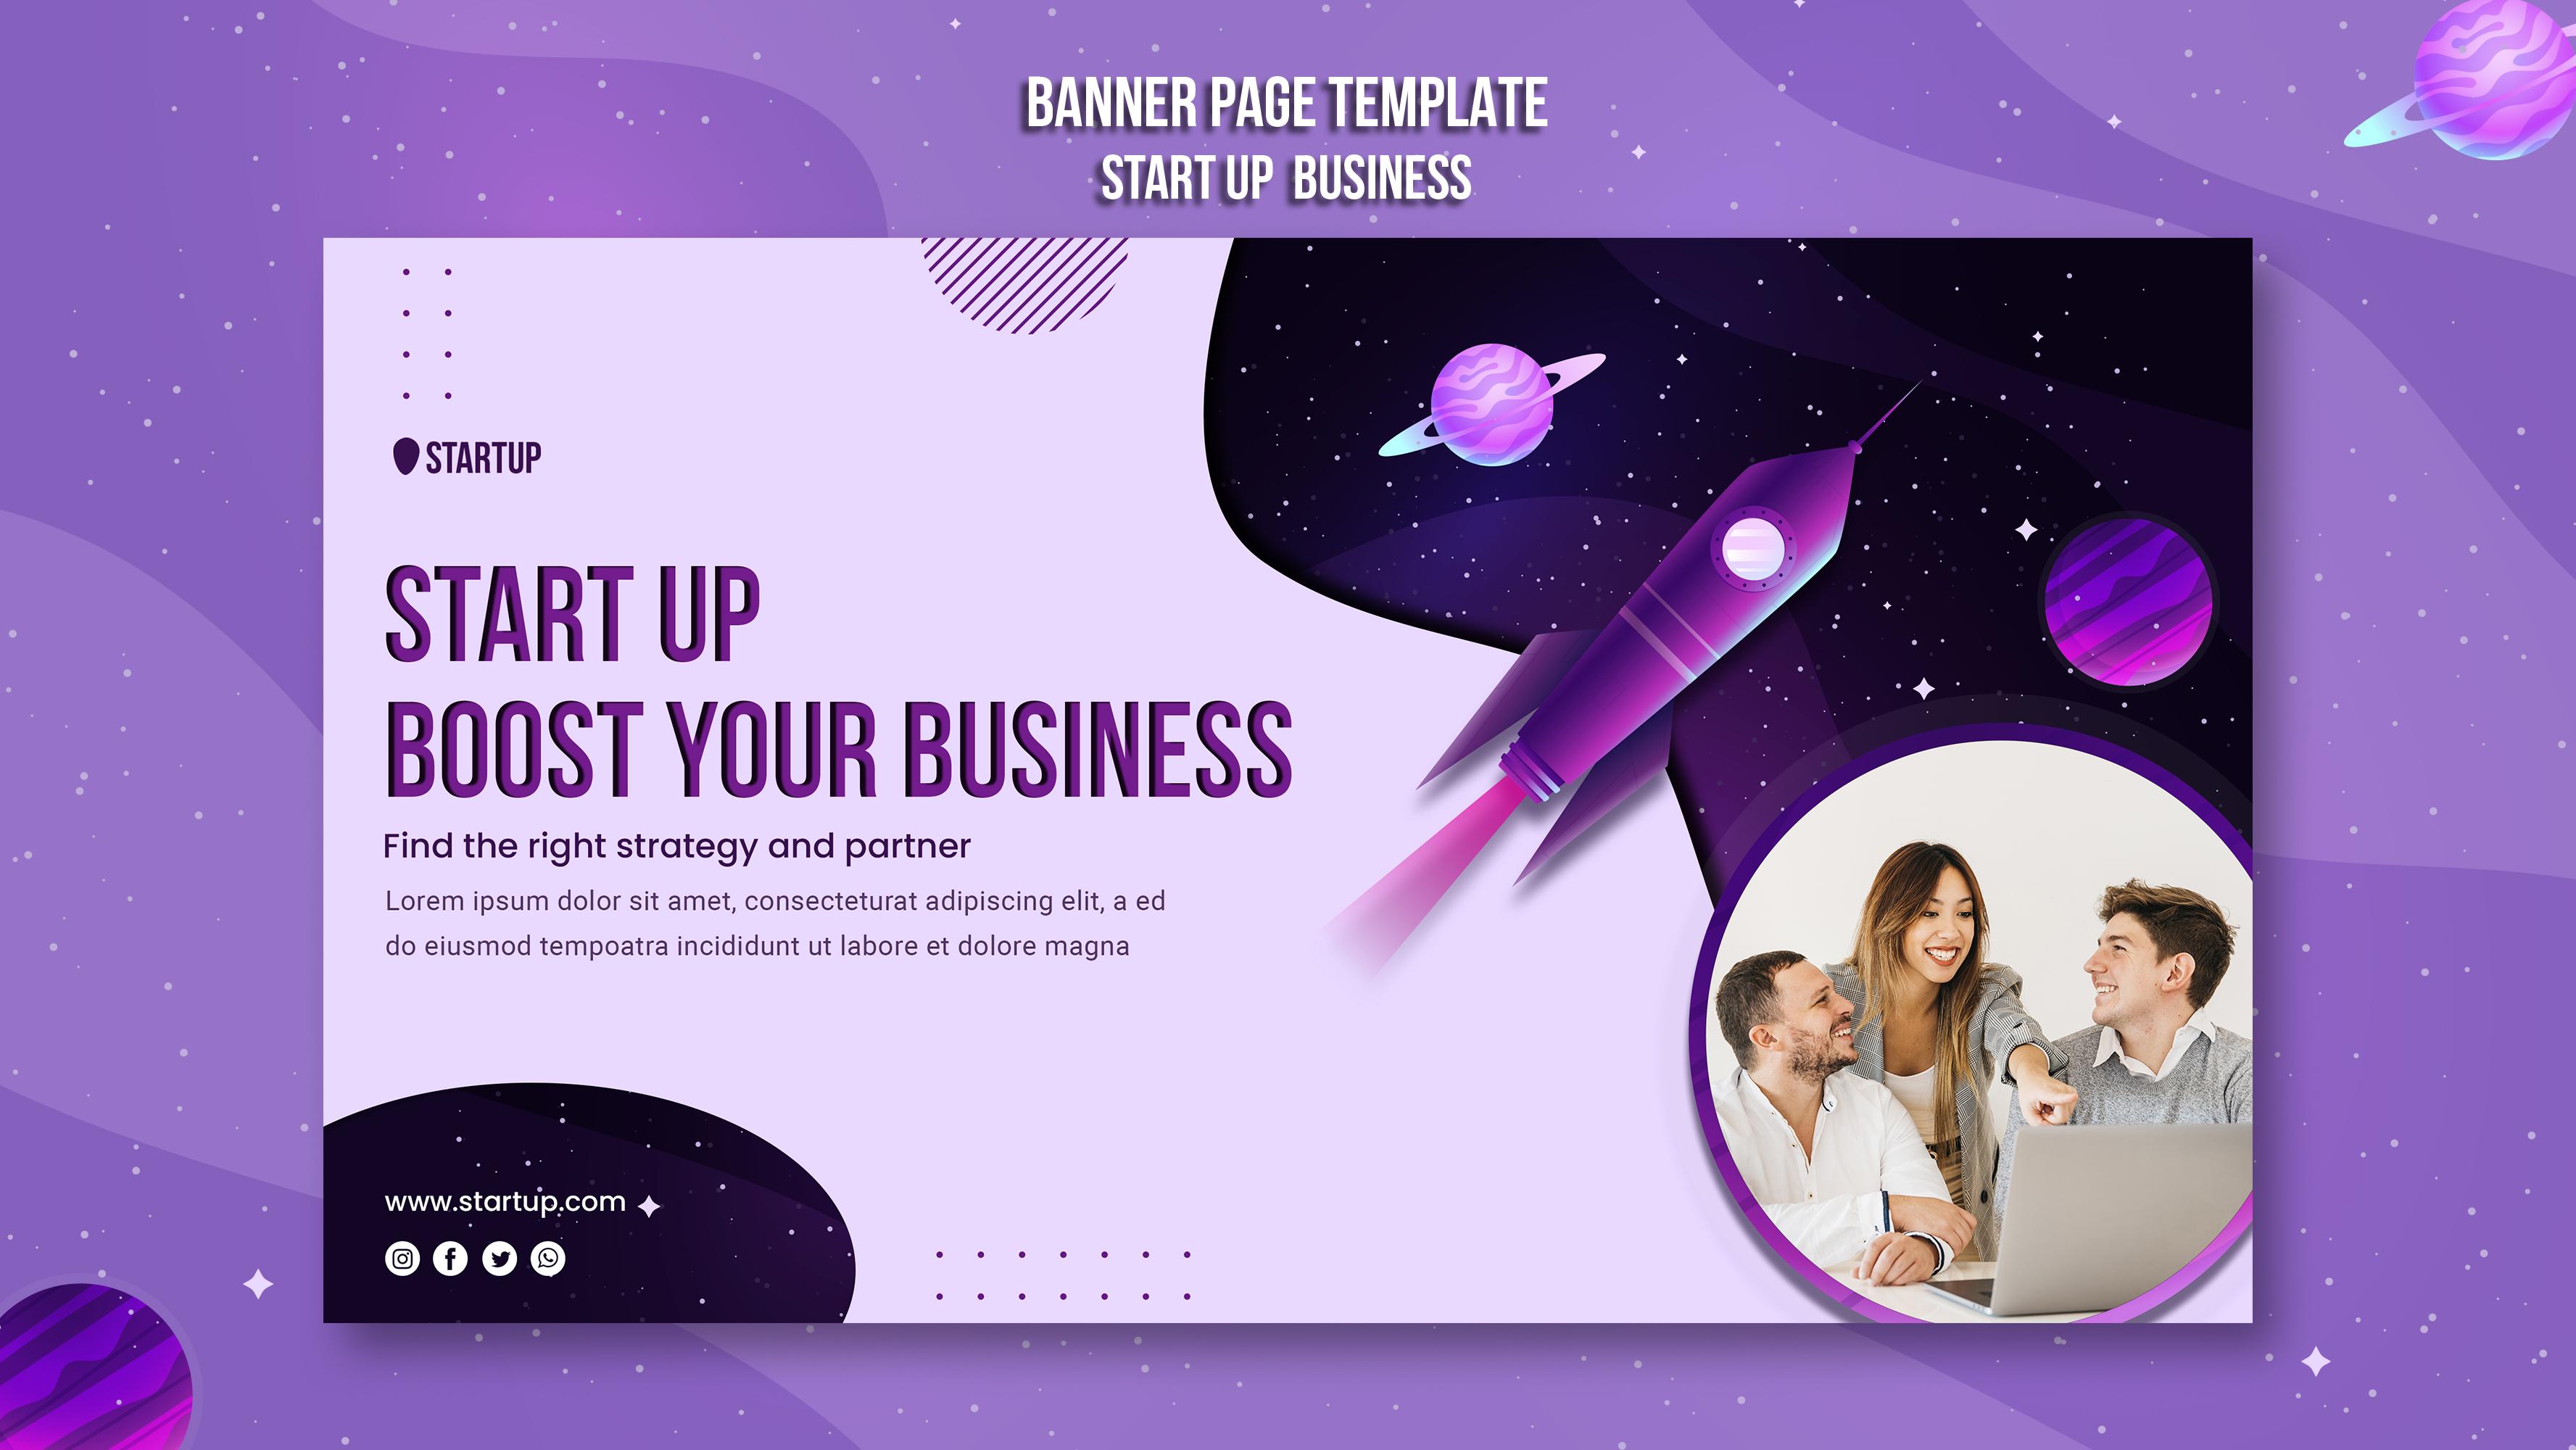 BANNER PAGE TEMPLATE
START UP BUSINESS
STARTUP
START UP
BOOST YOUR BUSINESS
Find the right strategy and partner
Lorem ipsum dolor sit amet, consecteturat adipiscing elit, a ed
do eiusmod tempoatra incididunt ut labore et dolore magna
www.startup.com